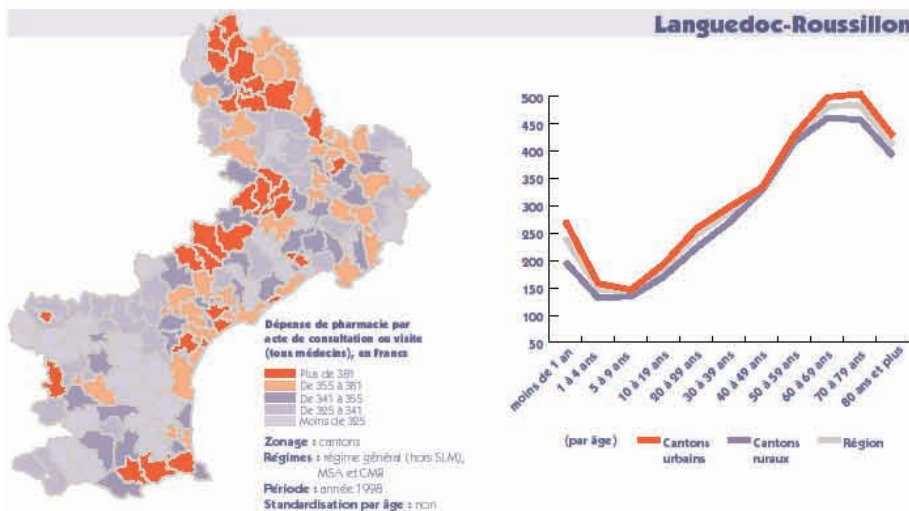 Languedoc-Roussillon
Dépense de pharmacie par
acte de consultation ou visite
(tous médecins), en Francs
Plus de 381
De 355 à 381
De 341 à 355
De 325 à 341
Moins de 325
Zonage : cantons
Régimes : régime général (hors SLM),
MSA et CMR
Période : année 1998
Standardisation par âge : non
500
450
400
350
300
250
200
150
100
50
moins de 1 an
1 à 4 ans
5 à 9 ans
10 à 19 ans
20 à 29 ans
30 à 39 ans
40 à 49 ans
50 à 59 ans
60 à 69 ans
70 à 79 ans
80 ans et plus
(par âge)
Cantons
urbains
Cantons
ruraux
Région